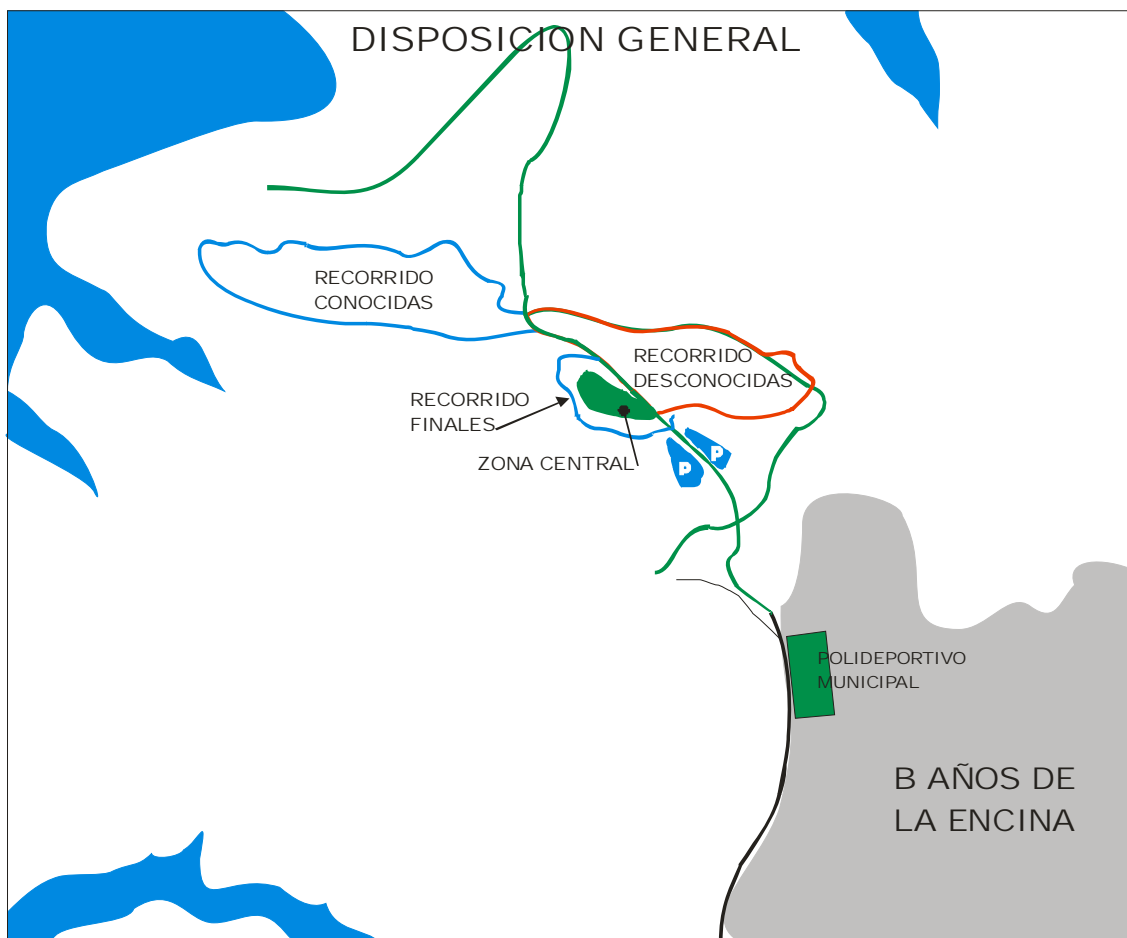 DISPOSICION GENERAL
RECORRIDO
CONOCIDAS
RECORRIDO
DESCONOCIDAS
RECORRIDO
FINALES
ZONA CENTRAL
P
P
POLIDEPORTIVO
MUNICIPAL
B AÑOS DE
LA ENCINA